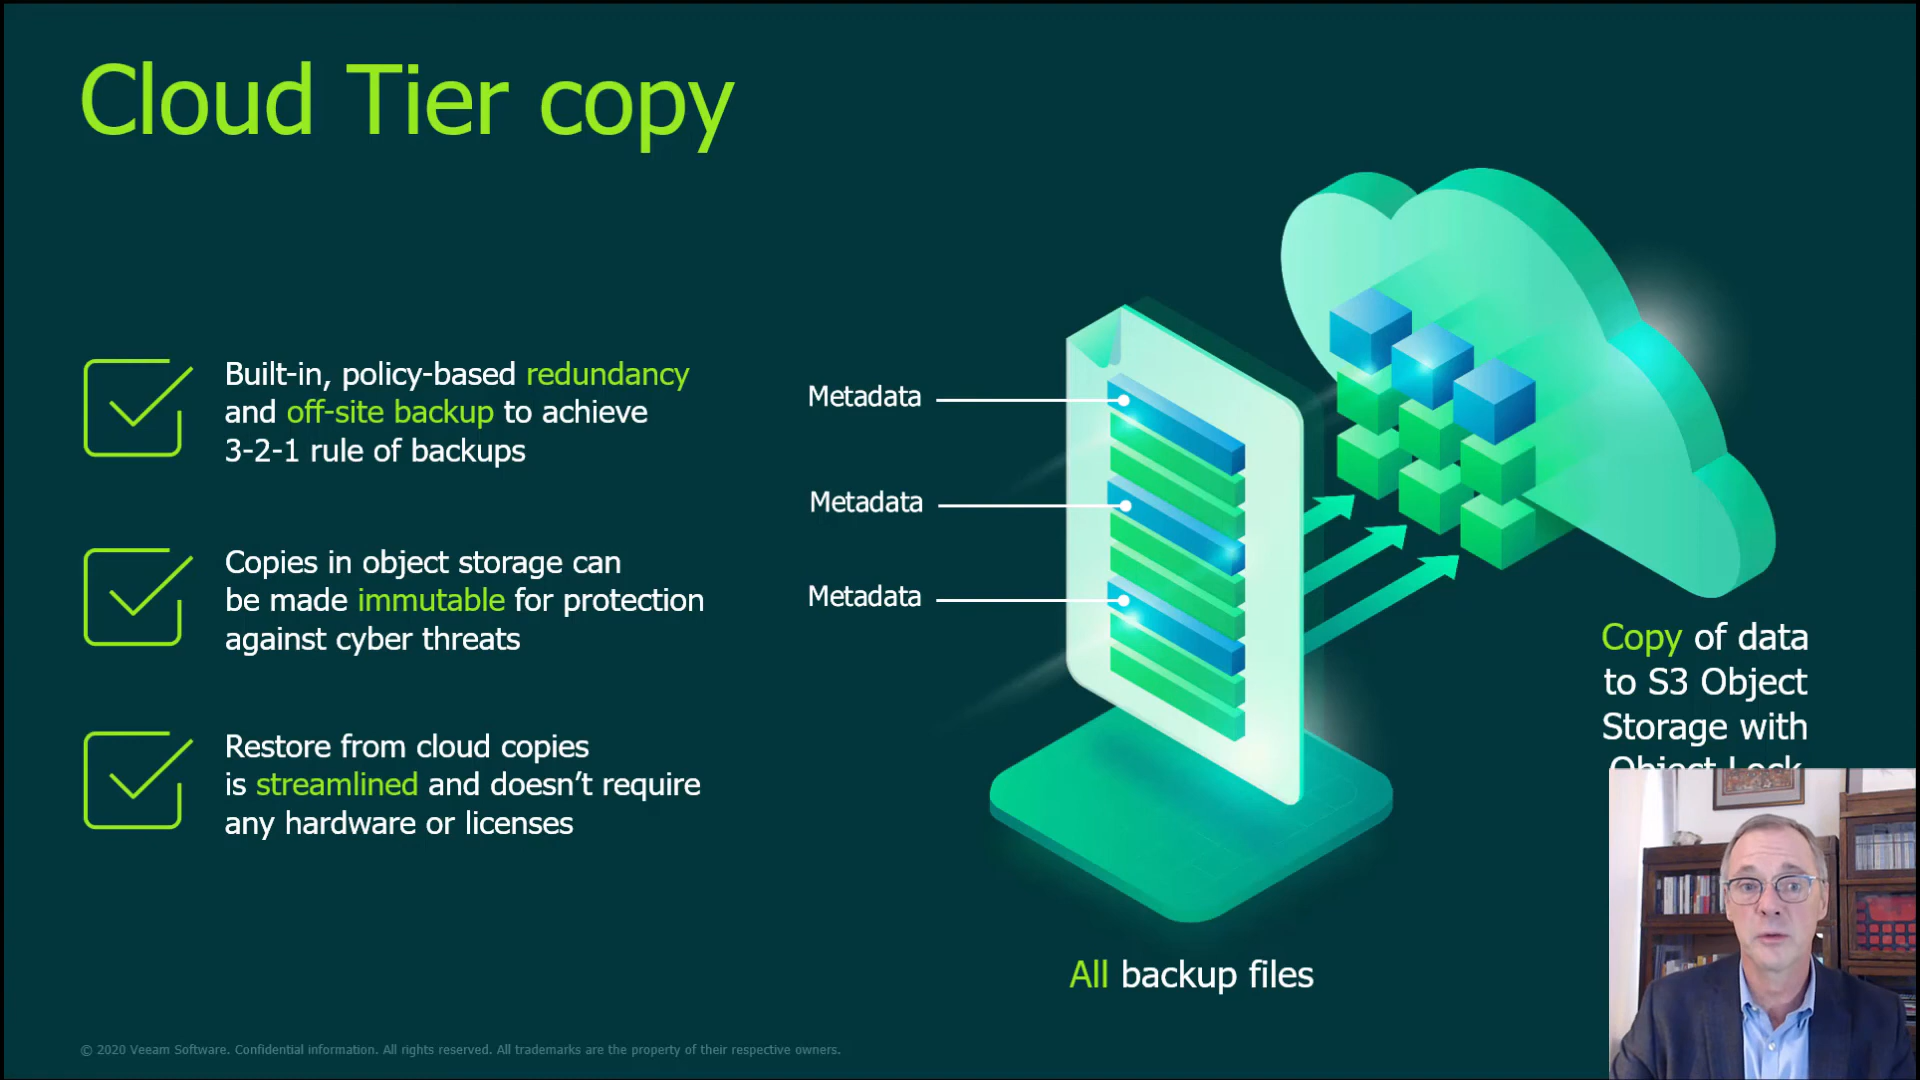 Cloud Tier copy
Built-in, policy-based redundancy
and off-site backup to achieve
3-2-1 rule of backups
Copies in object storage can
be made immutable for protection
against cyber threats
Restore from cloud copies
is streamlined and doesn’t require
any hardware or licenses
Metadata
Metadata
Metadata
All backup files
Copy of data
to S3 Object
Storage with
Object Lock
© 2020 Veeam Software. Confidential information. All rights reserved. All trademarks are the property of their respective owners.